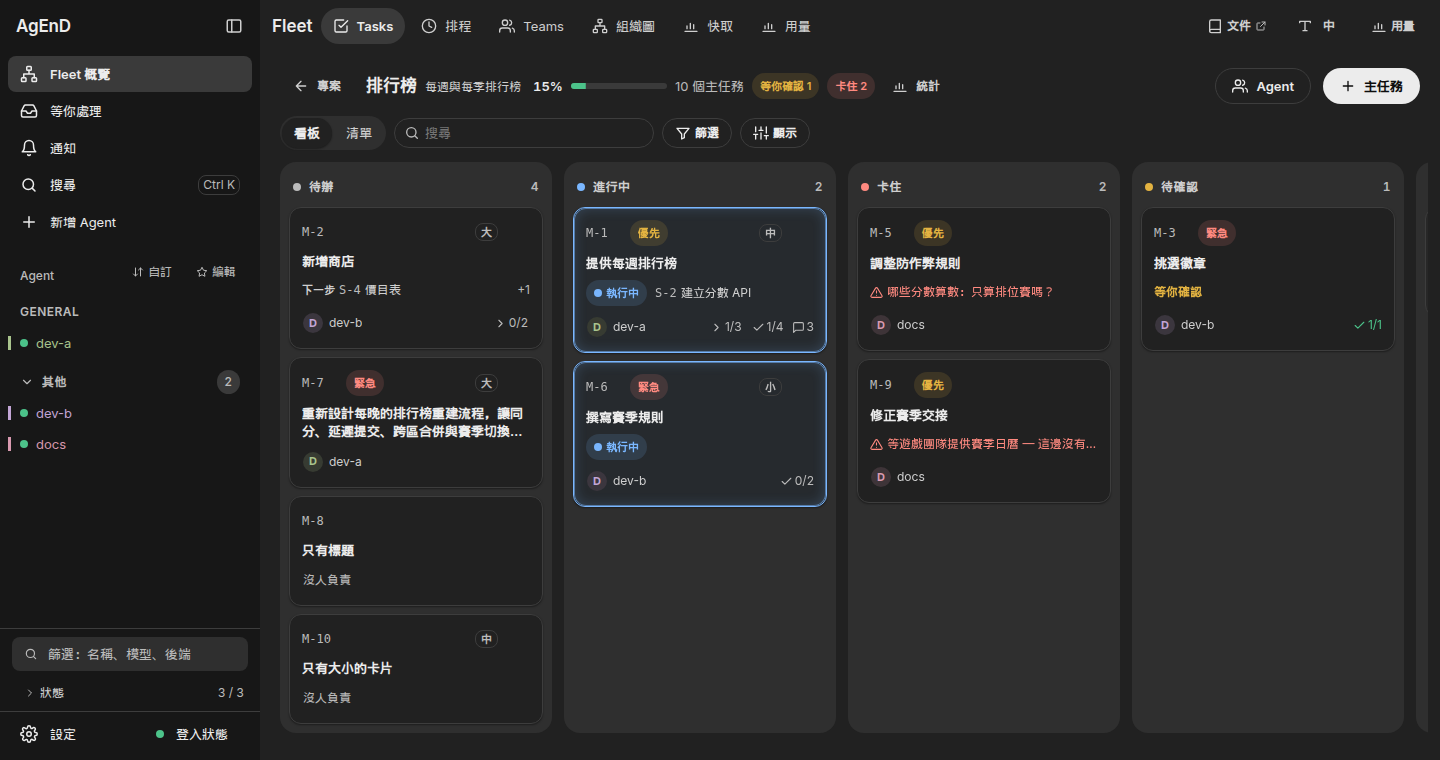 AgEnD
Fleet 概覽
等你處理
通知
搜尋 Ctrl K
新增 Agent
Agent 自訂 編輯
GENERAL
dev-a
其他 2
dev-b
docs
篩選：名稱、模型、後端
狀態 3 / 3
設定 登入狀態
Fleet Tasks 排程 Teams 組織圖 快取 用量 文件 中 用量
專案 排行榜 每週與每季排行榜 15% 10 個主任務 等你確認 1 卡住 2 統計 Agent 主任務
看板 清單 搜尋 篩選 顯示
待辦 4
M-2 大
新增商店
下一步 S-4 價目表 +1
D dev-b 0/2
M-7 緊急 大
重新設計每晚的排行榜重建流程，讓同
分、延遲提交、跨區合併與賽季切換...
D dev-a
M-8
只有標題
沒人負責
M-10 中
只有大小的卡片
沒人負責
進行中 2
M-1 優先 中
提供每週排行榜
執行中 S-2 建立分數 API
D dev-a 1/3 1/4 3
M-6 緊急 小
撰寫賽季規則
執行中
D dev-b 0/2
卡住 2
M-5 優先
調整防作弊規則
哪些分數算數：只算排位賽嗎？
D docs
M-9 優先
修正賽季交接
等遊戲團隊提供賽季日曆 — 這邊沒有...
D docs
待確認 1
M-3 緊急
挑選徽章
等你確認
D dev-b 1/1